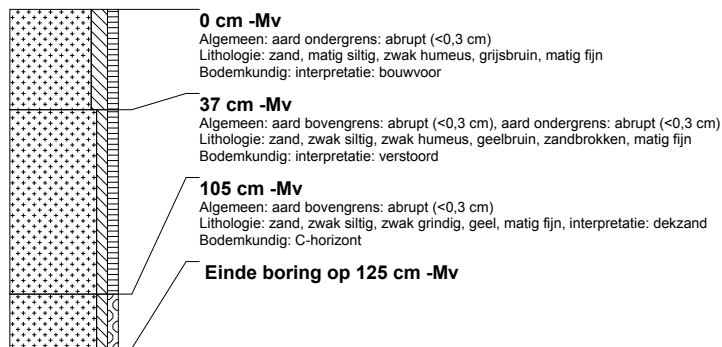 0 cm -Mv
Algemeen: aard ondergrens: abrupt (<0,3 cm)
Lithologie: zand, matig siltig, zwak humeus, grijsbruin, matig fijn
Bodemkundig: interpretatie: bouwvoor
37 cm -Mv
Algemeen: aard bovengrens: abrupt (<0,3 cm), aard ondergrens: abrupt (<0,3 cm)
Lithologie: zand, zwak siltig, zwak humeus, geelbruin, zandbrokken, matig fijn
Bodemkundig: interpretatie: verstoord
105 cm -Mv
Algemeen: aard bovengrens: abrupt (<0,3 cm)
Lithologie: zand, zwak siltig, zwak grindig, geel, matig fijn, interpretatie: dekzand
Bodemkundig: C-horizont
Einde boring op 125 cm -Mv